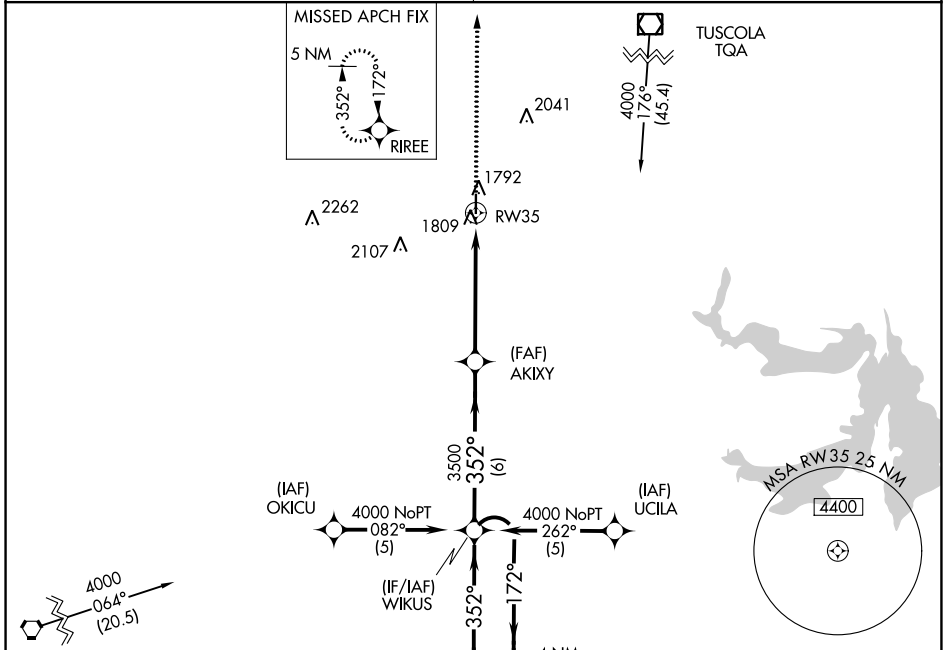 MISSED APCH FIX
5 NM
352°
172°
RIREE
TUSCOLA
TQA
4000
176°
(45.4)
2041
1792
2262
1809
RW35
2107
(FAF)
AKIXY
3500
352°
(6)
MSA RW35 25 NM
4400
(IAF)
OKICU
4000 NoPT
082°
(5)
4000 NoPT
262°
(5)
(IAF)
UCILA
(IF/IAF)
WIKUS
352°
172°
4000
064°
(20.5)